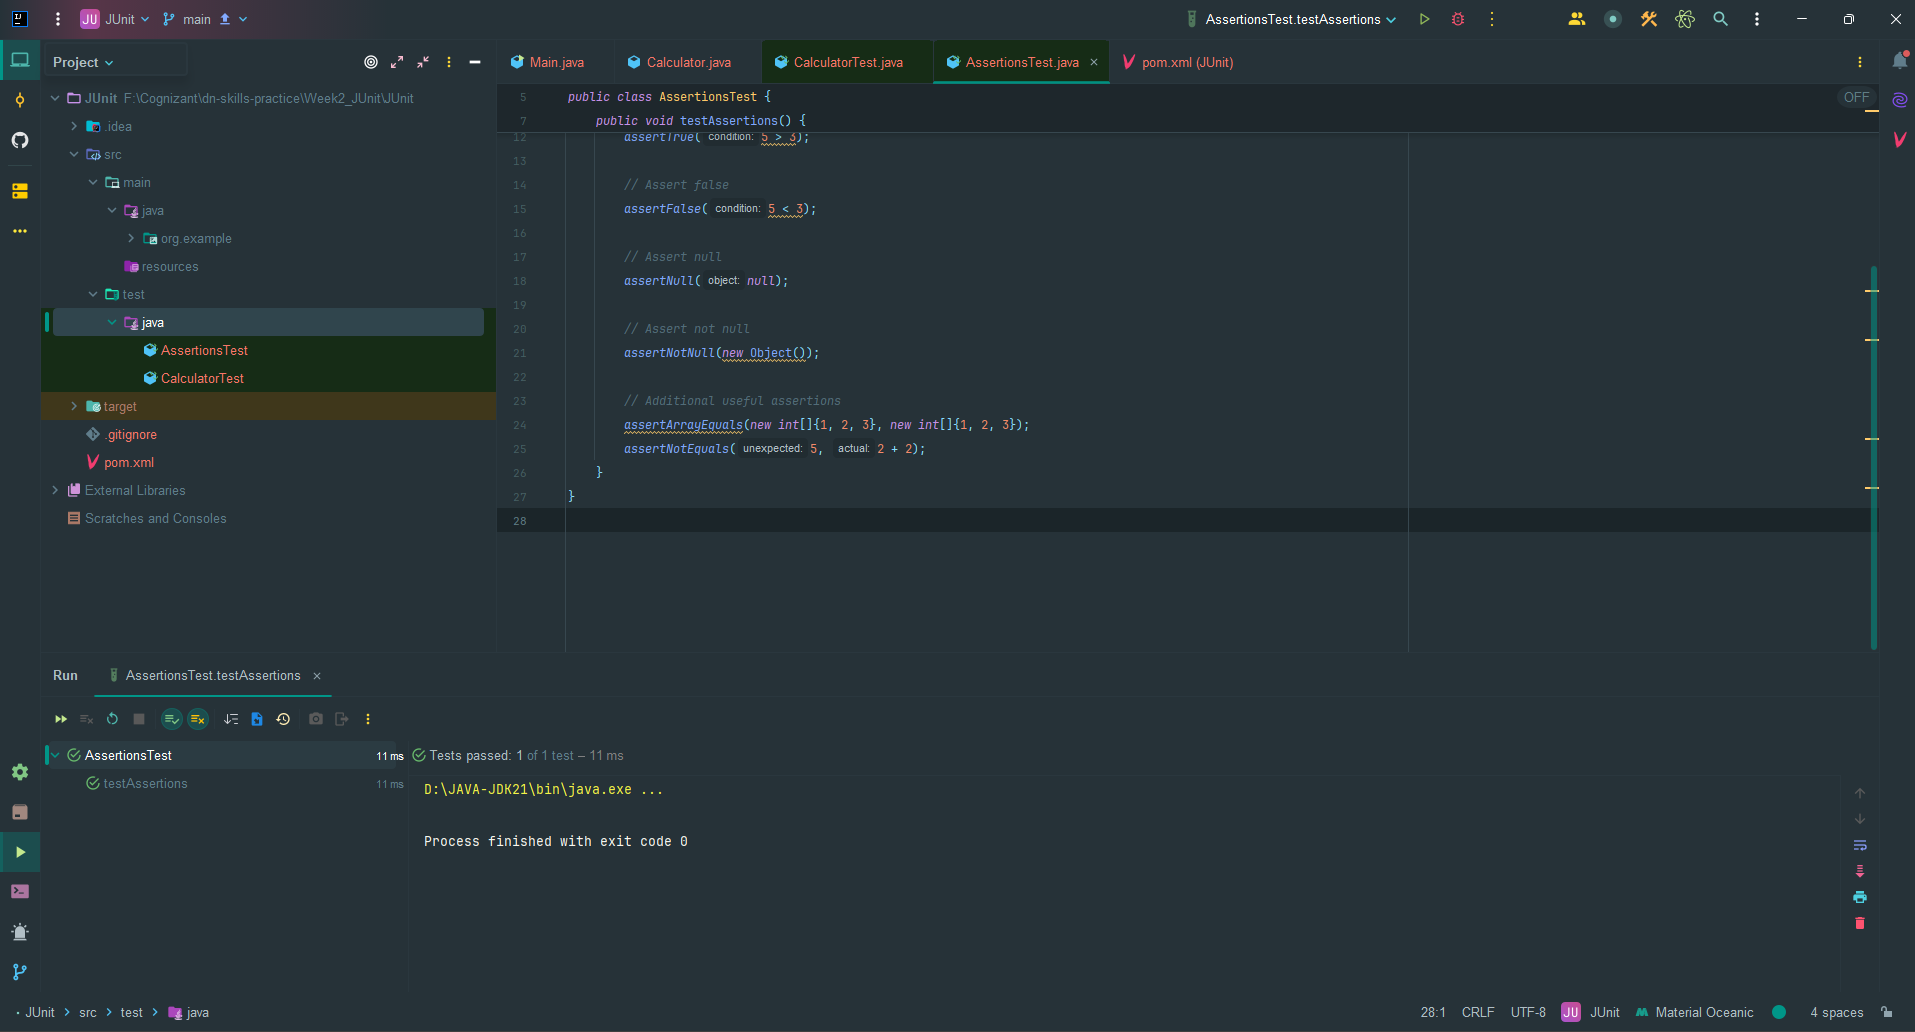 JU JUnit main AssertionsTest.testAssertions
Project
Main.java Calculator.java CalculatorTest.java AssertionsTest.java pom.xml (JUnit)
JUnit F:\Cognizant\dn-skills-practice\Week2_JUnit\JUnit
.idea
src
main
java
org.example
resources
test
java
AssertionsTest
CalculatorTest
target
.gitignore
pom.xml
External Libraries
Scratches and Consoles
5 public class AssertionsTest {
OFF
7 public void testAssertions() {
12 assertTrue( condition: 5 > 3);
13
14 // Assert false
15 assertFalse( condition: 5 < 3);
16
17 // Assert null
18 assertNull( object: null);
19
20 // Assert not null
21 assertNotNull(new Object());
22
23 // Additional useful assertions
24 assertArrayEquals(new int[]{1, 2, 3}, new int[]{1, 2, 3});
25 assertNotEquals( unexpected: 5, actual: 2 + 2);
26 }
27 }
28
Run AssertionsTest.testAssertions
AssertionsTest 11 ms
testAssertions 11 ms
Tests passed: 1 of 1 test – 11 ms
D:\JAVA-JDK21\bin\java.exe ...
Process finished with exit code 0
JUnit > src > test > java
28:1 CRLF UTF-8 JU JUnit Material Oceanic 4 spaces